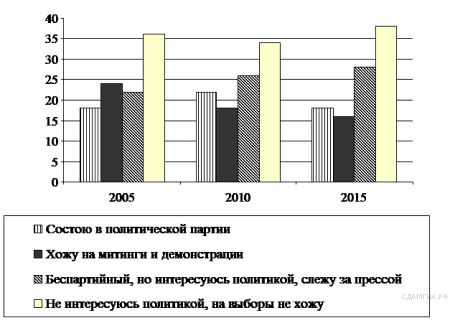 40
35
30
25
20
15
10
5
0
2005 2010 2015
Состою в политической партии
Хожу на митинги и демонстрации
Беспартийный, но интересуюсь политикой, слежу за прессой
Не интересуюсь политикой, на выборы не хожу
СДАМГИА.РФ